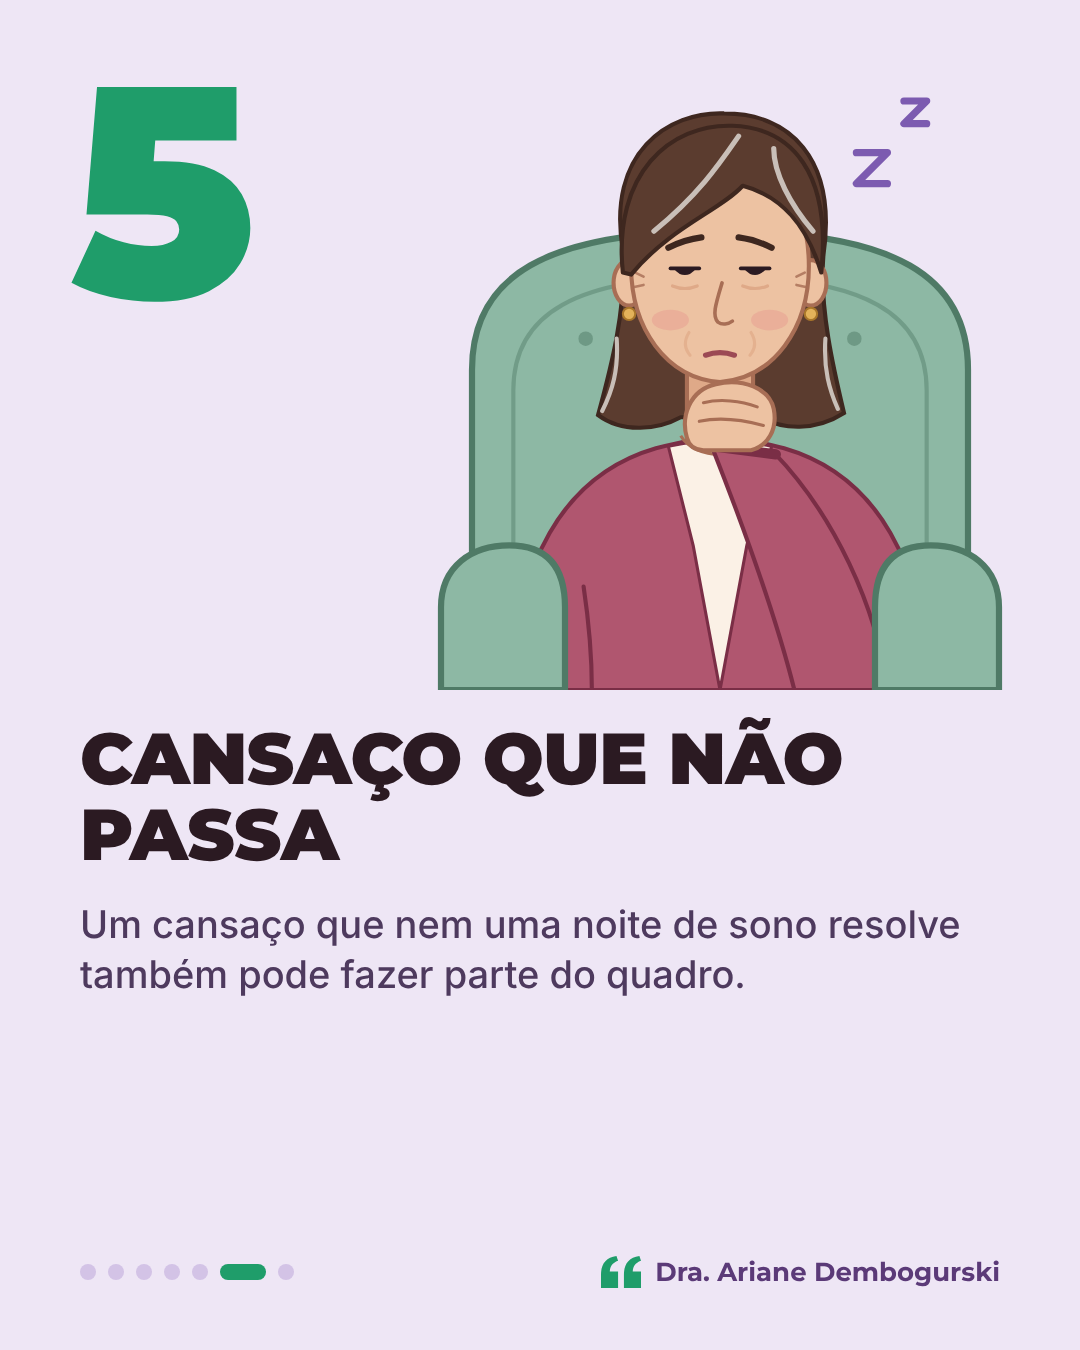 5
z
z
CANSAÇO QUE NÃO
PASSA
Um cansaço que nem uma noite de sono resolve
também pode fazer parte do quadro.
Dra. Ariane Dembogurski